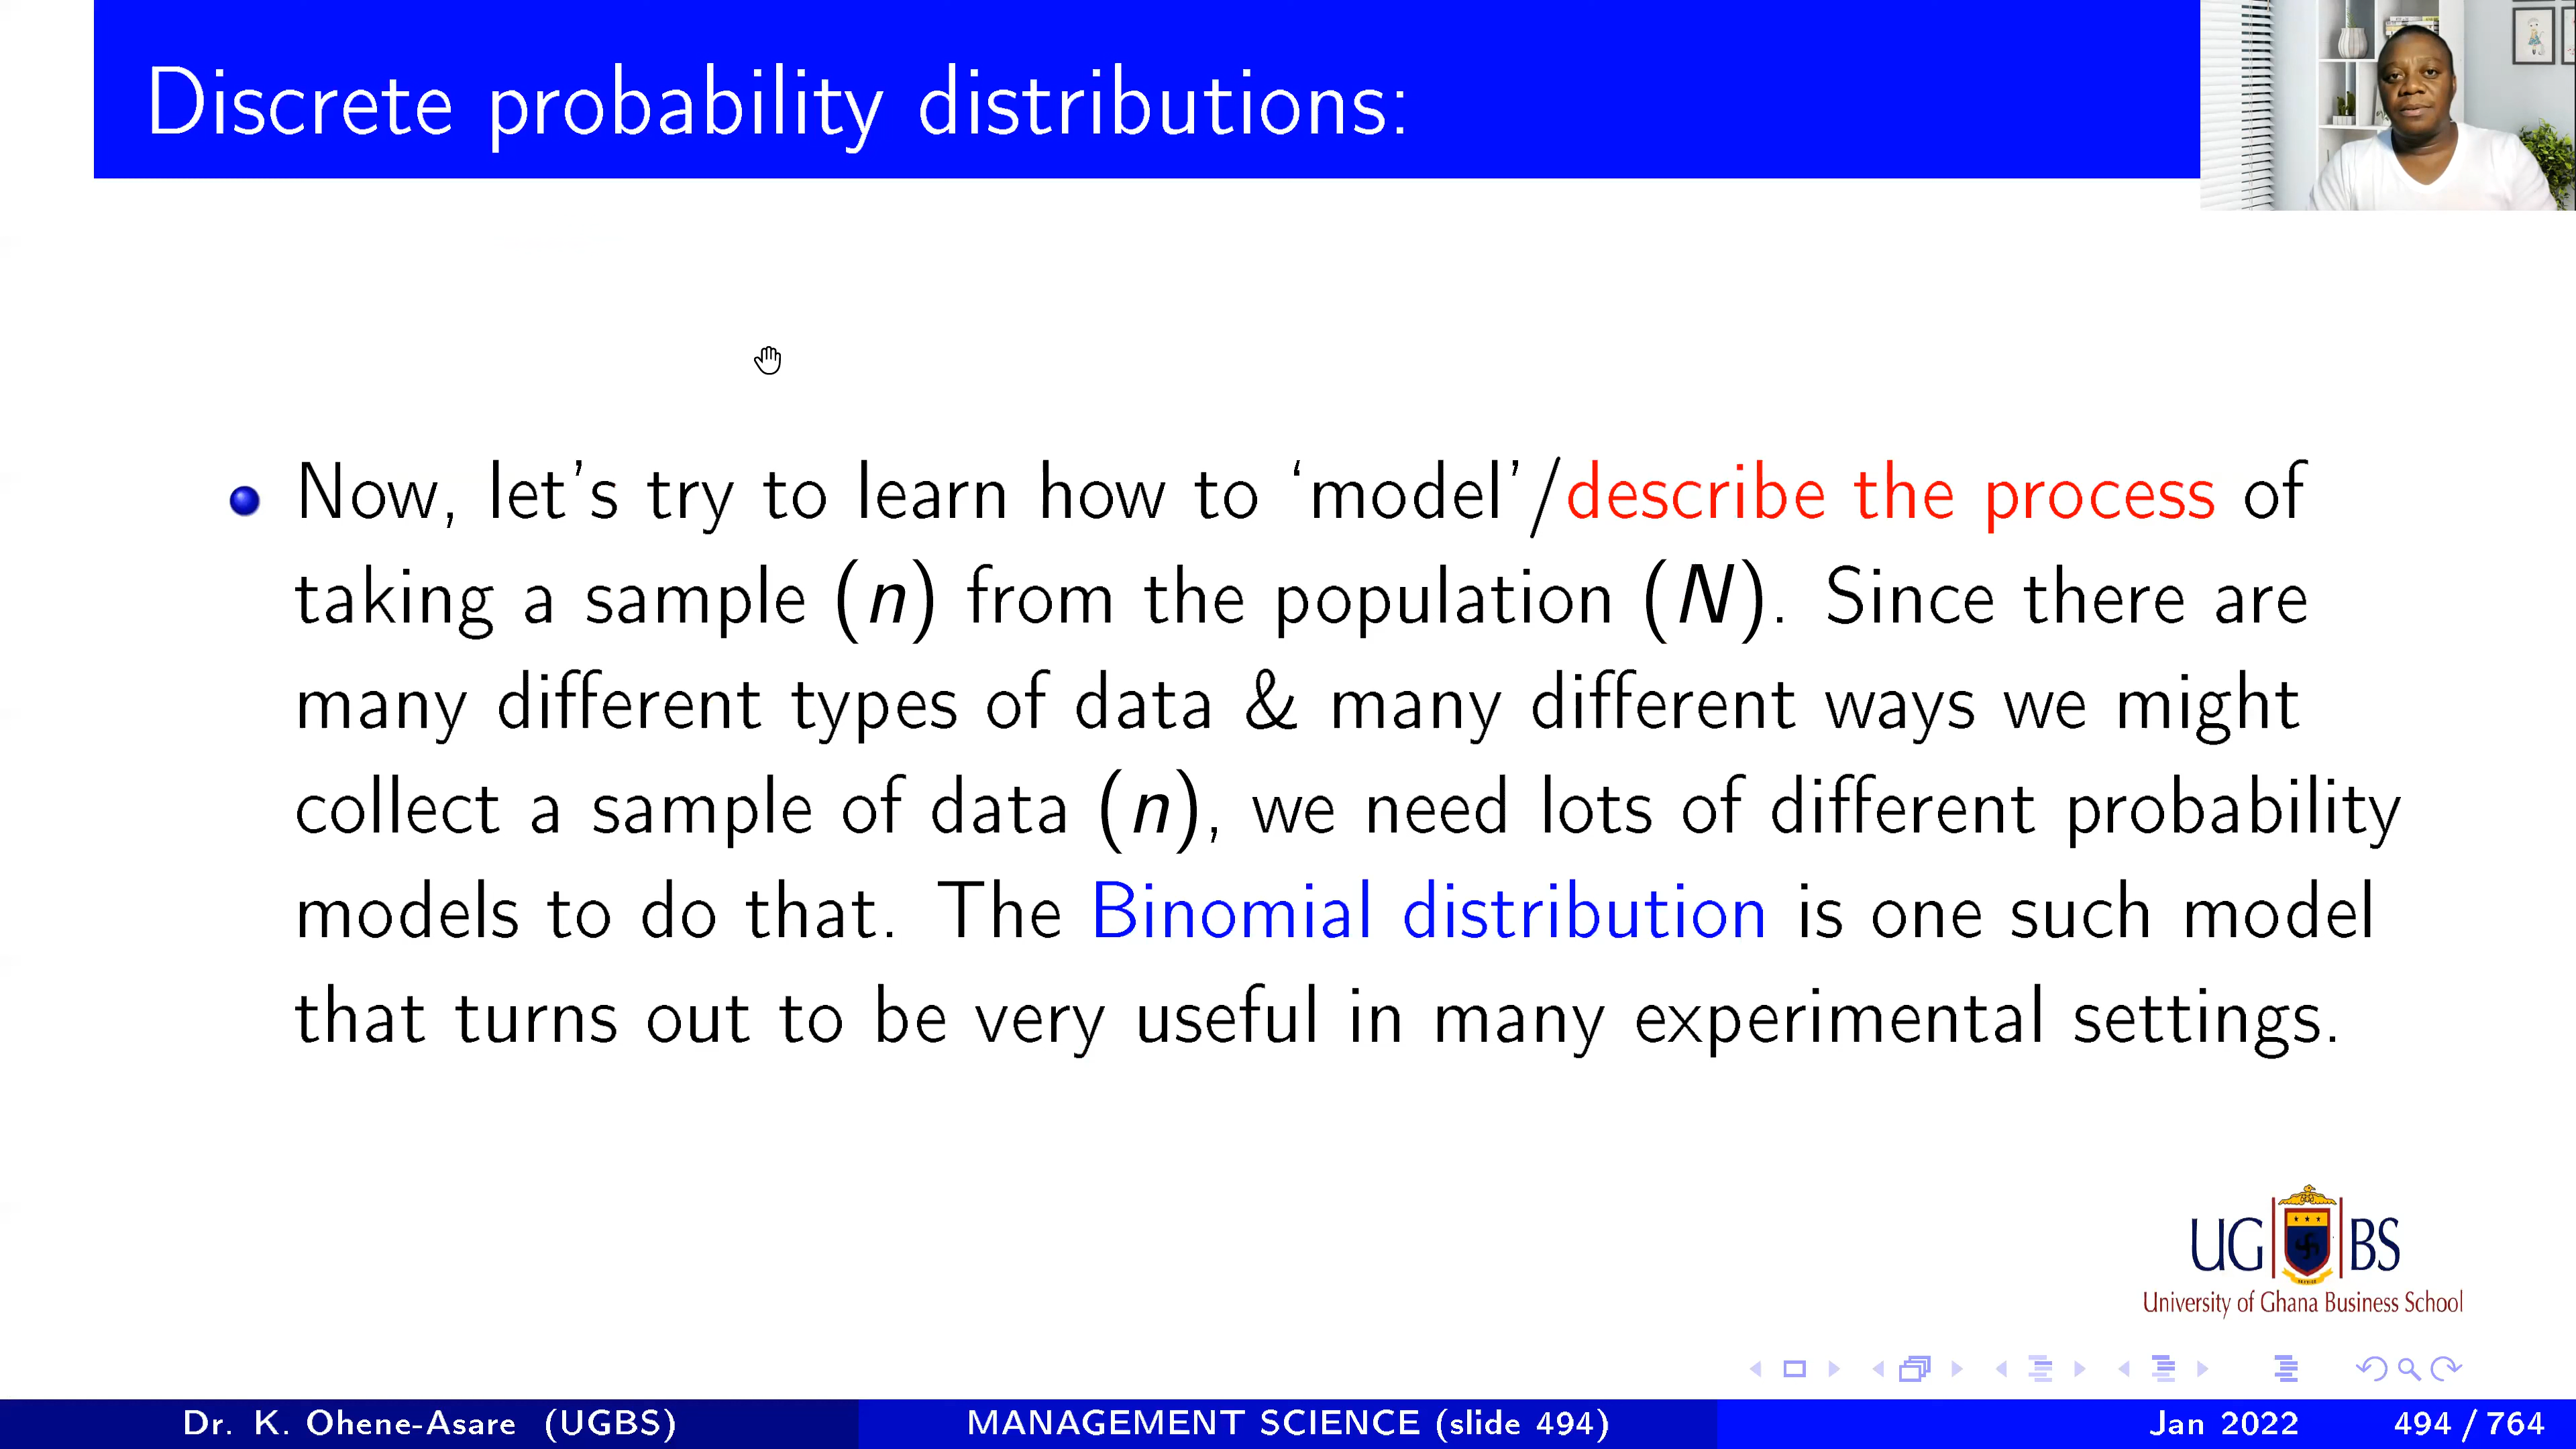 Discrete probability distributions:
Now, let's try to learn how to ‘model’/describe the process of
taking a sample (n) from the population (N). Since there are
many different types of data & many different ways we might
collect a sample of data (n), we need lots of different probability
models to do that. The Binomial distribution is one such model
that turns out to be very useful in many experimental settings.
UG BS
University of Ghana Business School
Dr. K. Ohene-Asare (UGBS) MANAGEMENT SCIENCE (slide 494) Jan 2022 494 / 764